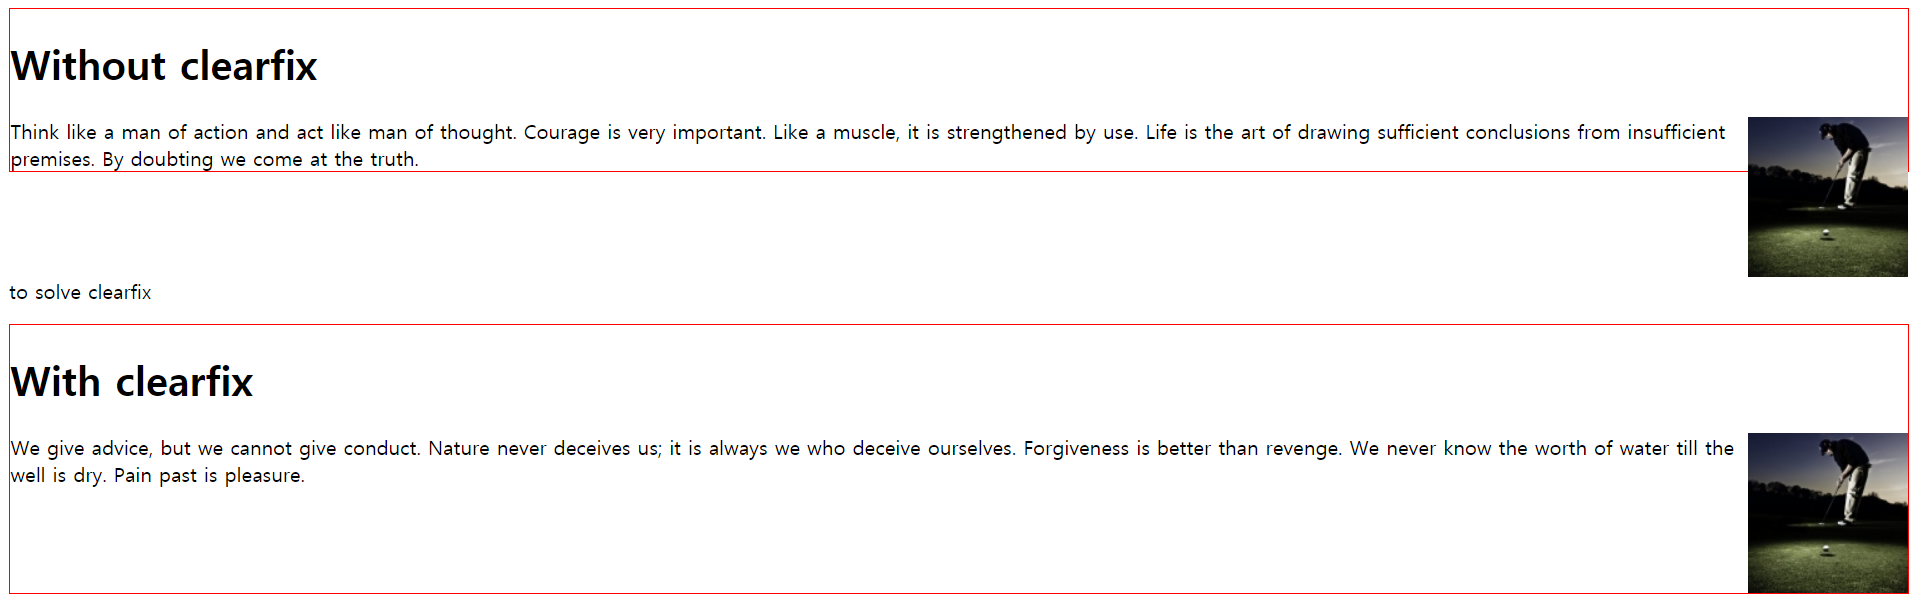 Without clearfix
Think like a man of action and act like man of thought. Courage is very important. Like a muscle, it is strengthened by use. Life is the art of drawing sufficient conclusions from insufficient
premises. By doubting we come at the truth.
to solve clearfix
With clearfix
We give advice, but we cannot give conduct. Nature never deceives us; it is always we who deceive ourselves. Forgiveness is better than revenge. We never know the worth of water till the
well is dry. Pain past is pleasure.